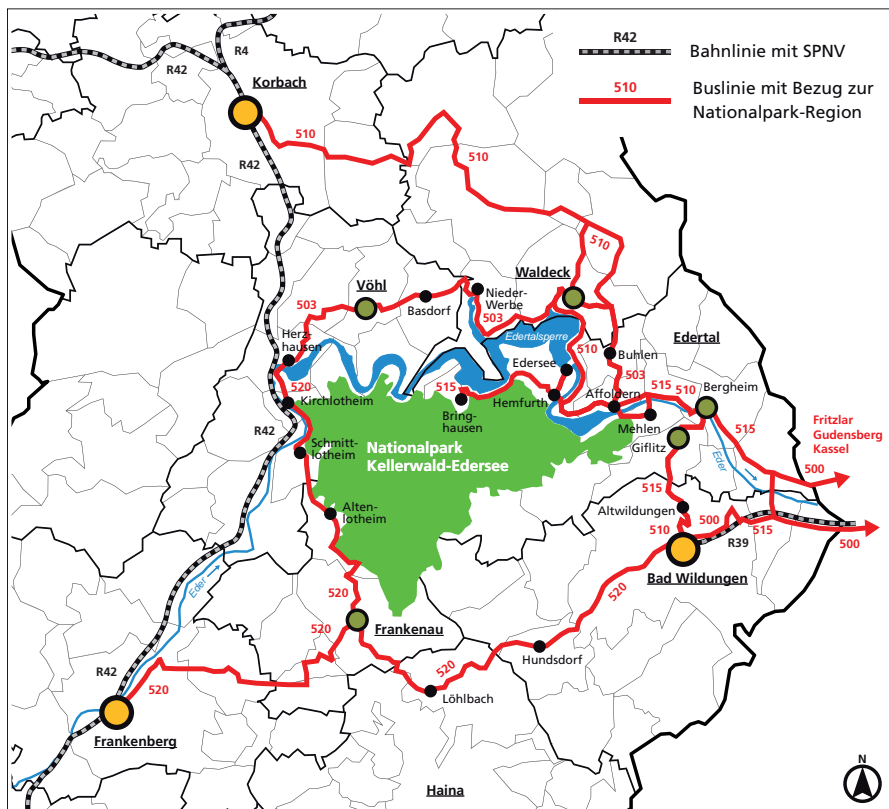 R42
Bahnlinie mit SPNV
510
Buslinie mit Bezug zur
Nationalpark-Region
R4
R42
Korbach
510
R42
510
510
Vöhl
Waldeck
503
Basdorf
Nieder-
Werbe
503
Edertalsperre
Edertal
Herz-
hausen
510
Buhlen
Edersee
503
520
Kirchlotheim
515
Bring-
hausen
Hemfurth
Affoldern
515
510
Bergheim
Mehlen
R42
Schmitt-
lotheim
Nationalpark
Kellerwald-Edersee
Giflitz
515
Eder
Fritzlar
Gudensberg
Kassel
500
515
Alten-
lotheim
Altwildungen
510
500
R39
515
500
Bad Wildungen
Eder
520
520
520
Frankenau
R42
520
520
Hundsdorf
Löhlbach
Frankenberg
Haina
N